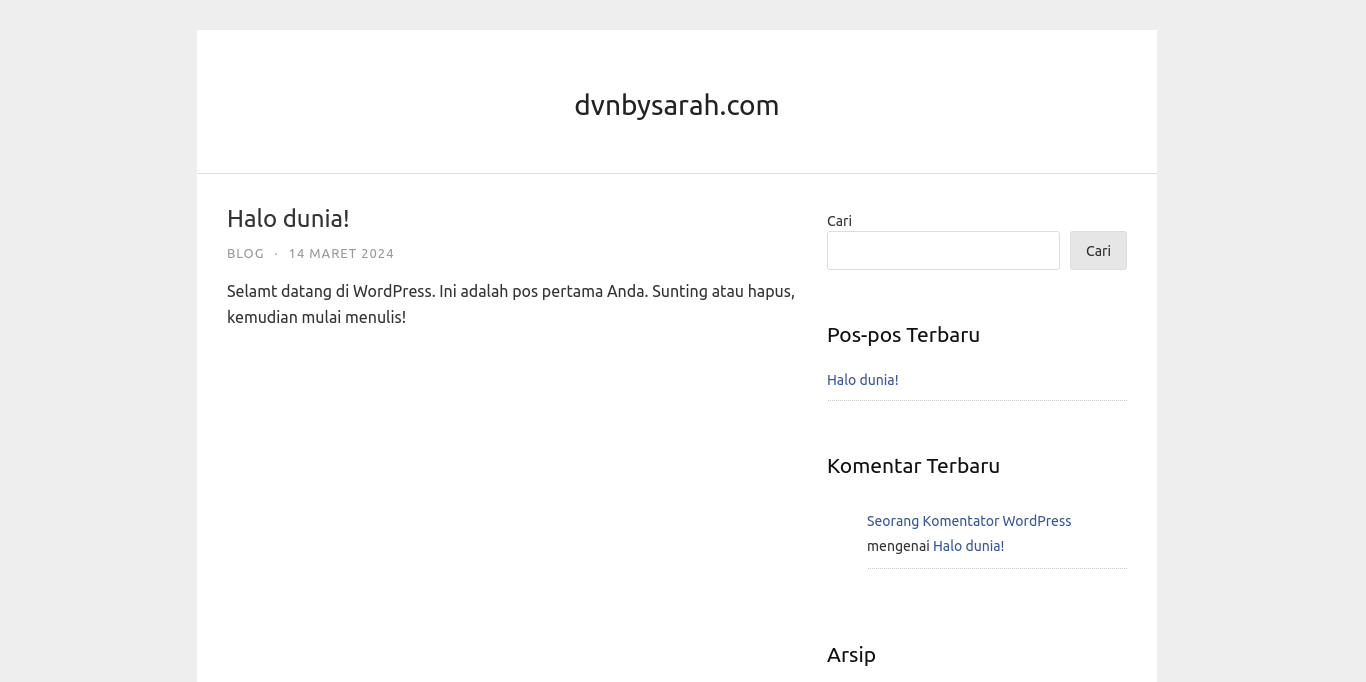 dvnbysarah.com
Halo dunia!
BLOG · 14 MARET 2024
Selamt datang di WordPress. Ini adalah pos pertama Anda. Sunting atau hapus,
kemudian mulai menulis!
Cari
Cari
Pos-pos Terbaru
Halo dunia!
Komentar Terbaru
Seorang Komentator WordPress
mengenai Halo dunia!
Arsip